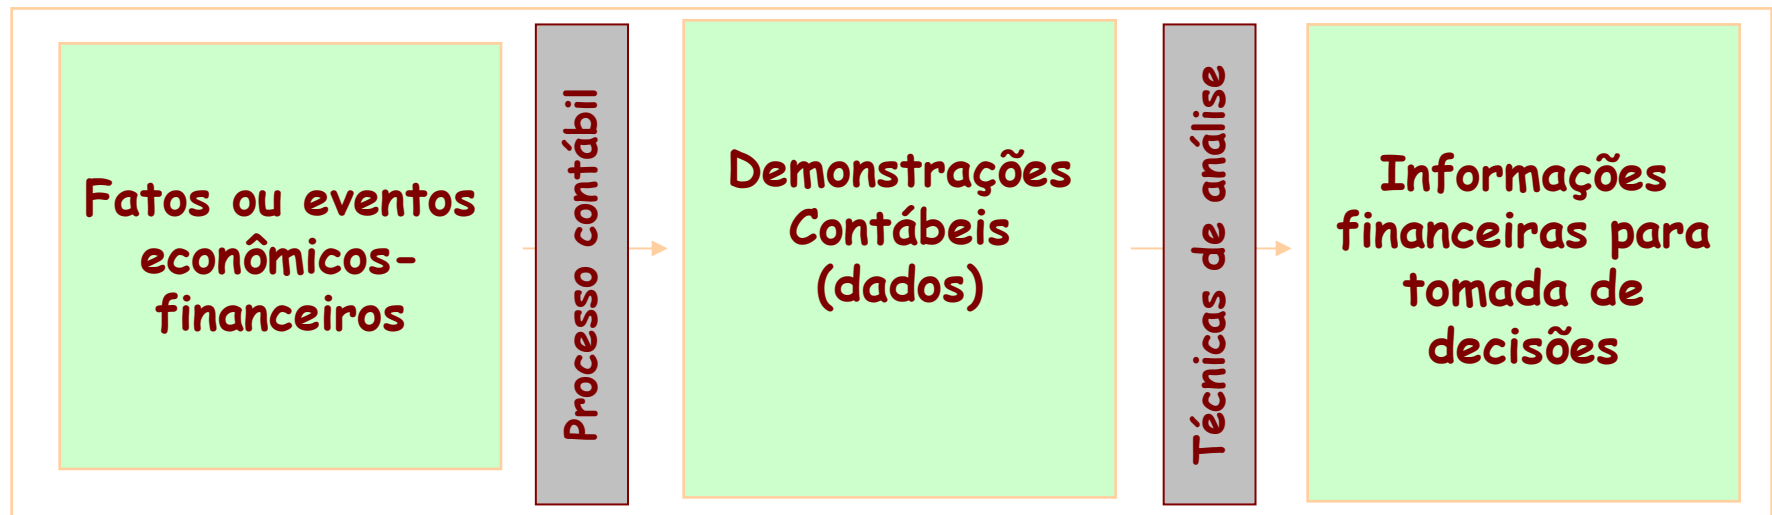 Fatos ou eventos
econômicos-
financeiros
Processo contábil
Demonstrações
Contábeis
(dados)
Técnicas de análise
Informações
financeiras para
tomada de
decisões